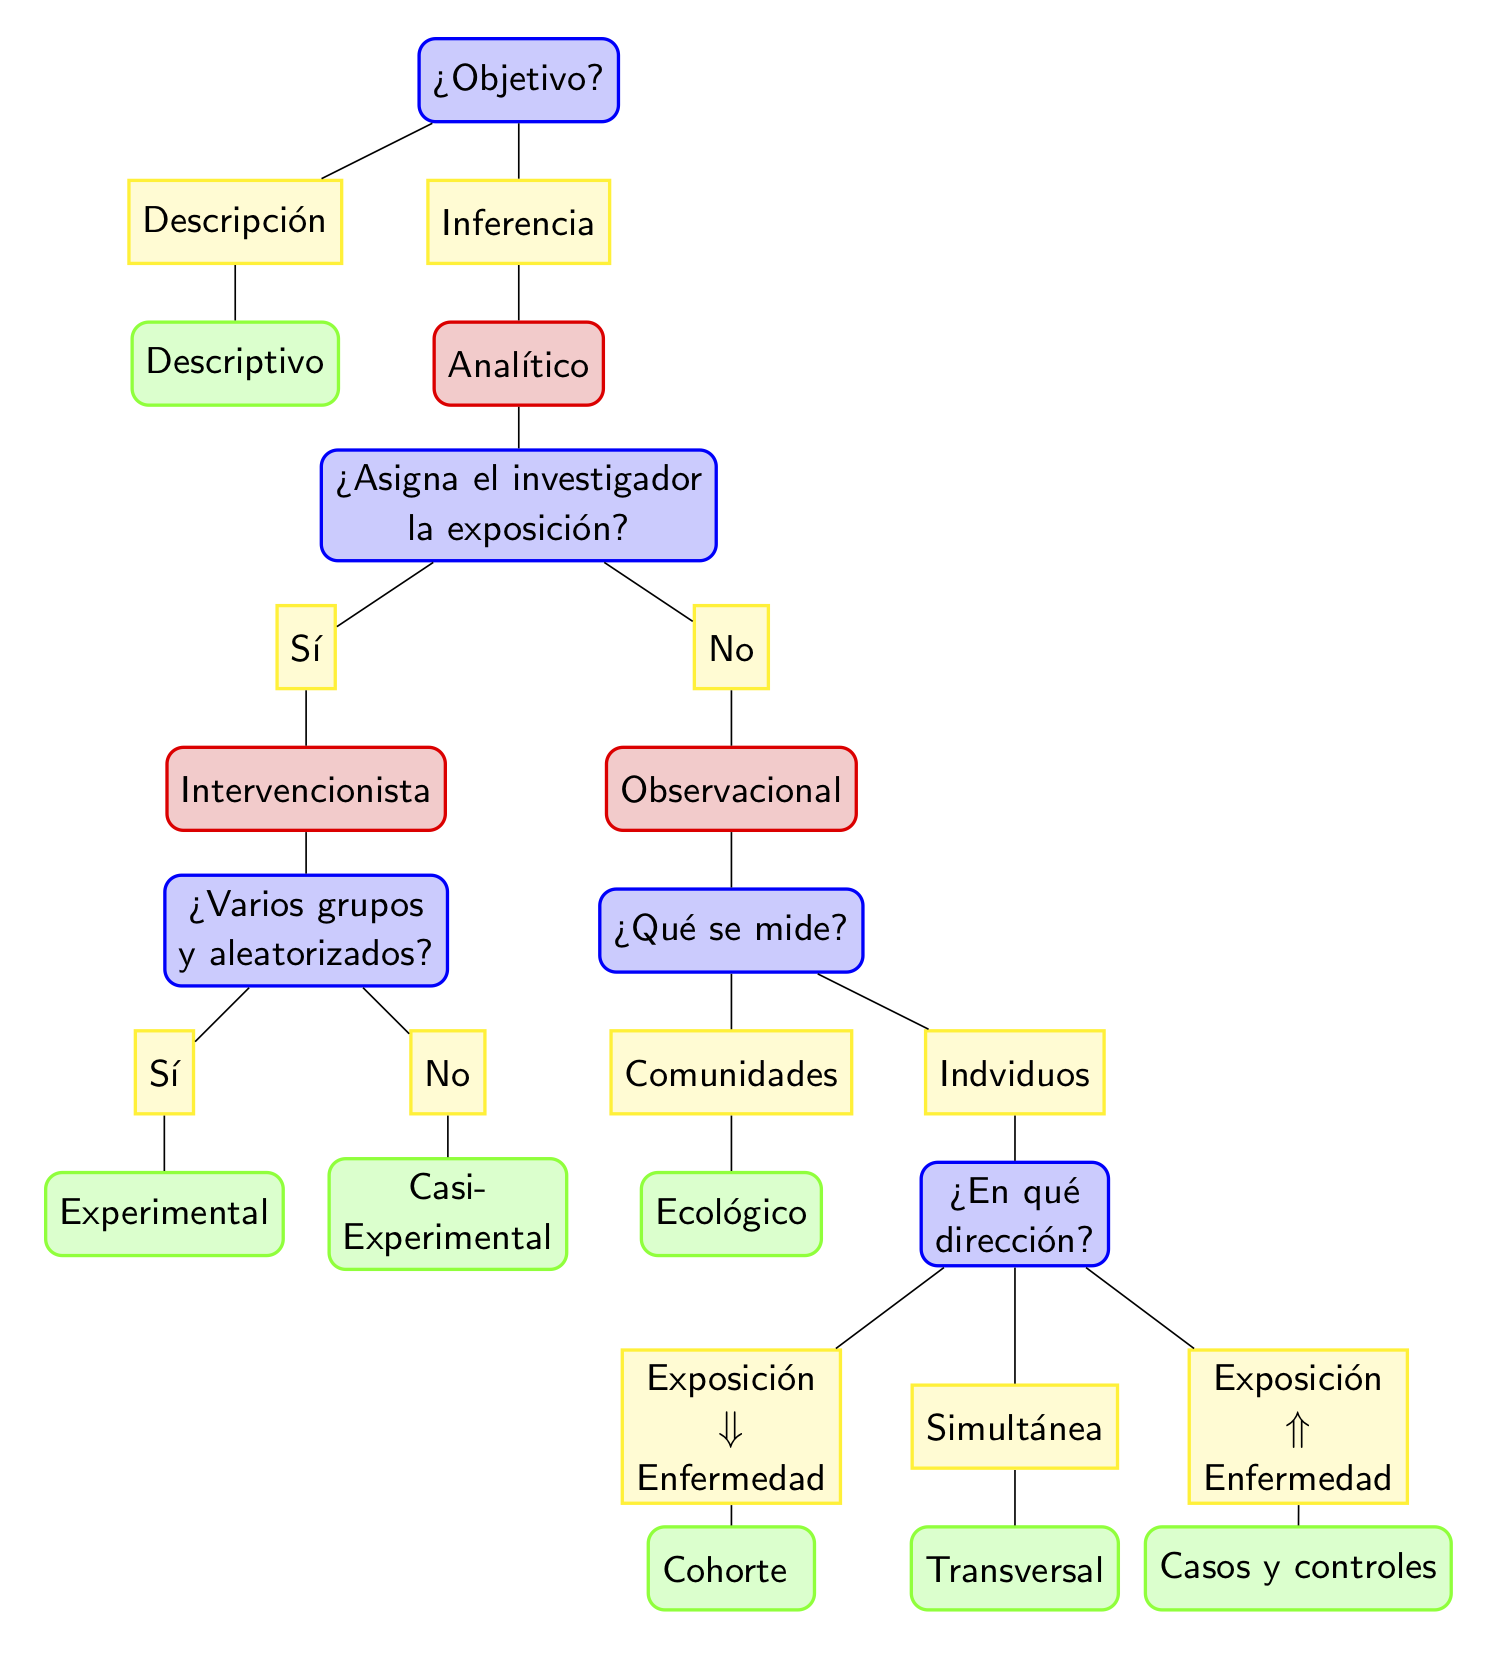 ¿Objetivo?
Descripción
Inferencia
Descriptivo
Analítico
¿Asigna el investigador
la exposición?
Sí
No
Intervencionista
Observacional
¿Varios grupos
y aleatorizados?
¿Qué se mide?
Sí
No
Comunidades
Indviduos
Experimental
Casi-
Experimental
Ecológico
¿En qué
dirección?
Exposición
⇓
Enfermedad
Simultánea
Exposición
⇑
Enfermedad
Cohorte
Transversal
Casos y controles